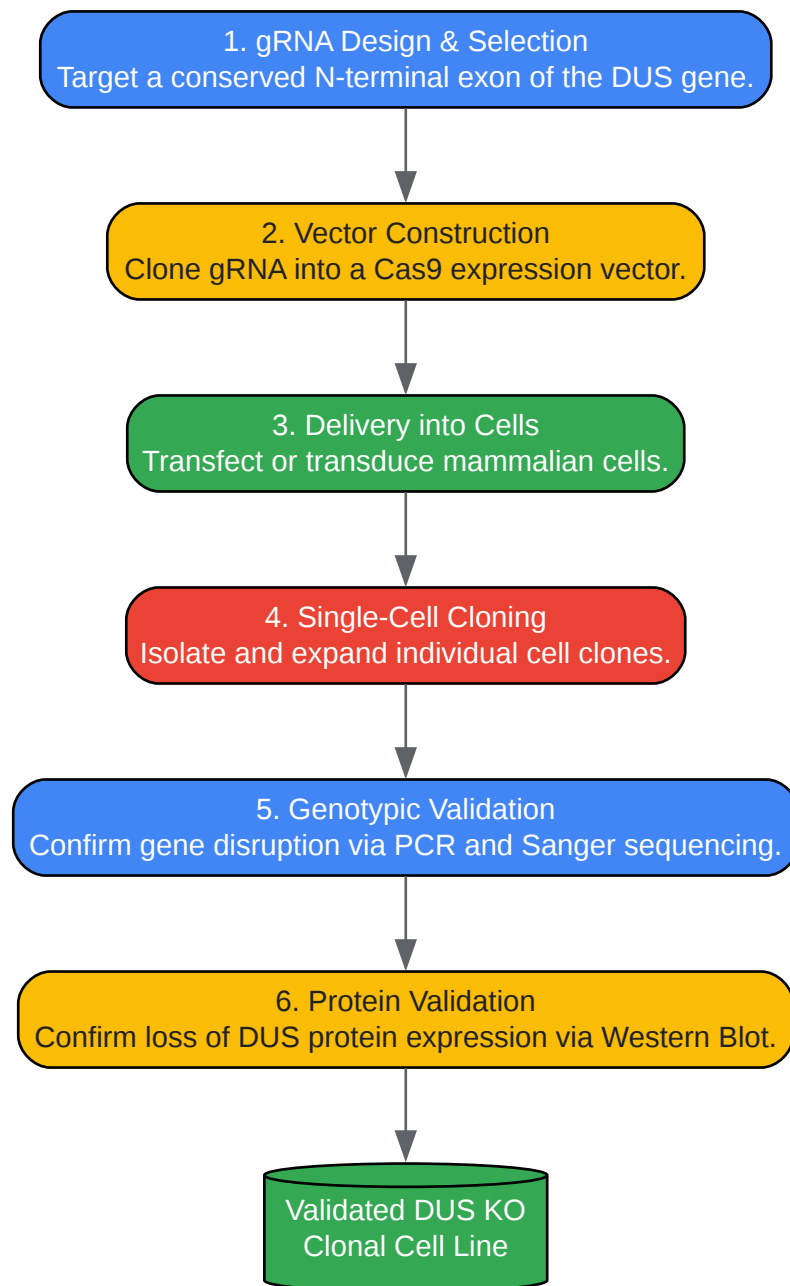 1. gRNA Design & Selection
Target a conserved N-terminal exon of the DUS gene.
2. Vector Construction
Clone gRNA into a Cas9 expression vector.
3. Delivery into Cells
Transfect or transduce mammalian cells.
4. Single-Cell Cloning
Isolate and expand individual cell clones.
5. Genotypic Validation
Confirm gene disruption via PCR and Sanger sequencing.
6. Protein Validation
Confirm loss of DUS protein expression via Western Blot.
Validated DUS KO
Clonal Cell Line